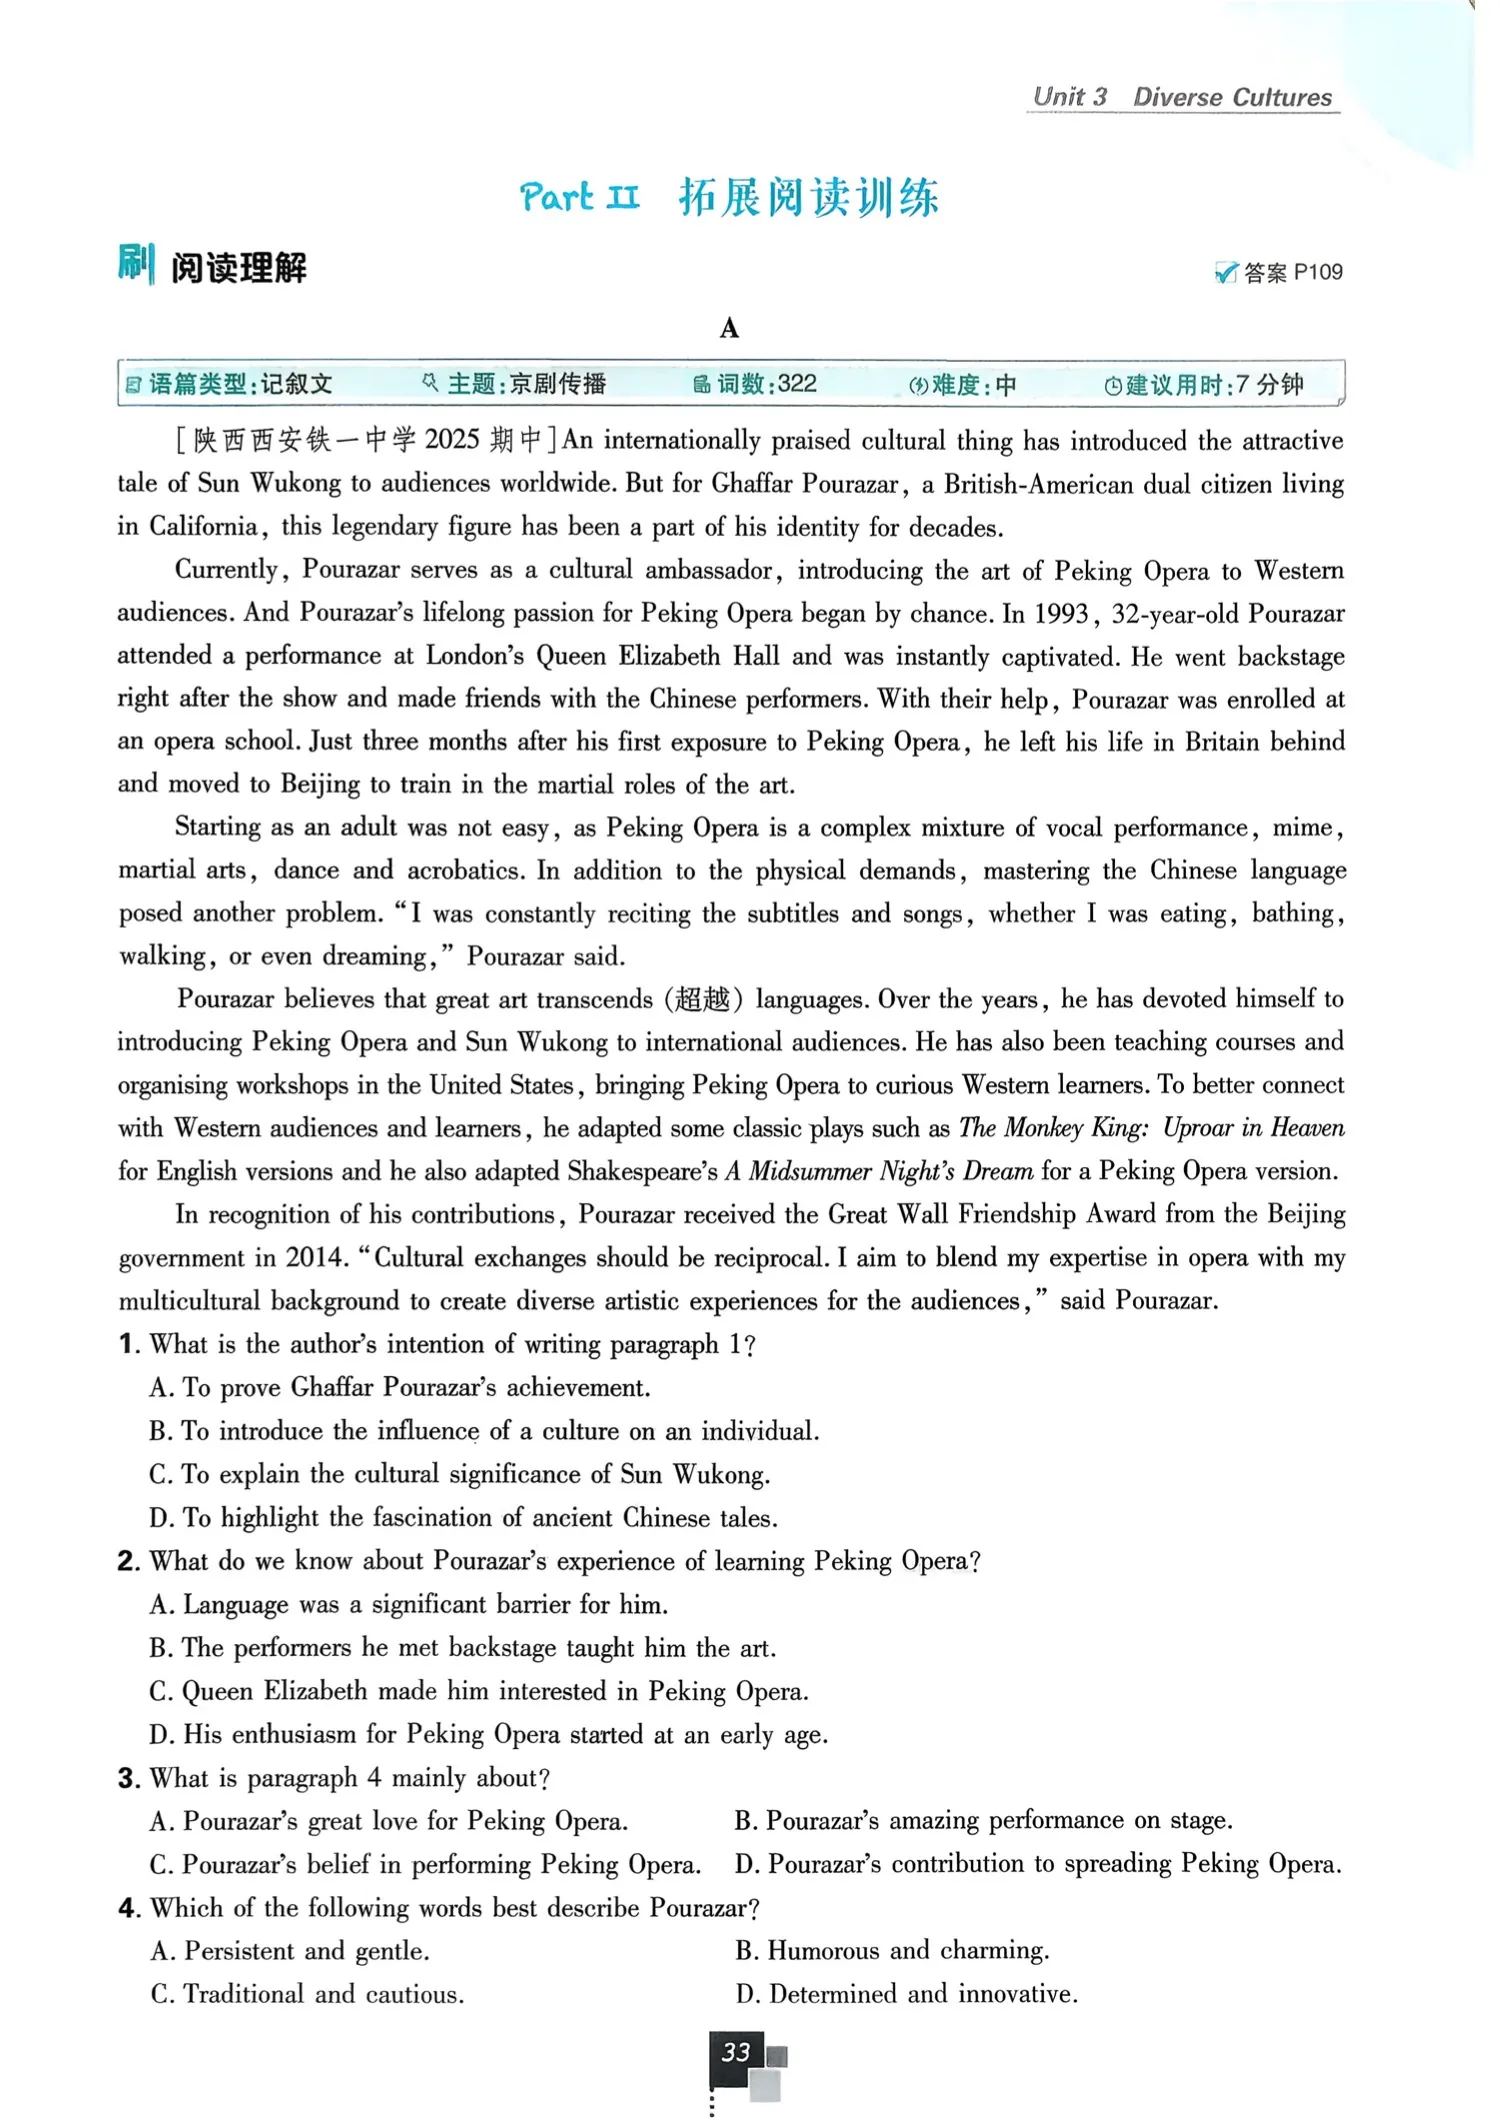 Unit 3 Diverse Cultures
Part II 拓展阅读训练
刷 阅读理解
答案 P109
A
语篇类型:记叙文 主题:京剧传播 词数:322 难度:中 建议用时:7 分钟
[陕西西安铁一中学 2025 期中]An internationally praised cultural thing has introduced the attractive
tale of Sun Wukong to audiences worldwide. But for Ghaffar Pourazar, a British-American dual citizen living
in California, this legendary figure has been a part of his identity for decades.
Currently, Pourazar serves as a cultural ambassador, introducing the art of Peking Opera to Western
audiences. And Pourazar's lifelong passion for Peking Opera began by chance. In 1993, 32-year-old Pourazar
attended a performance at London's Queen Elizabeth Hall and was instantly captivated. He went backstage
right after the show and made friends with the Chinese performers. With their help, Pourazar was enrolled at
an opera school. Just three months after his first exposure to Peking Opera, he left his life in Britain behind
and moved to Beijing to train in the martial roles of the art.
Starting as an adult was not easy, as Peking Opera is a complex mixture of vocal performance, mime,
martial arts, dance and acrobatics. In addition to the physical demands, mastering the Chinese language
posed another problem. "I was constantly reciting the subtitles and songs, whether I was eating, bathing,
walking, or even dreaming," Pourazar said.
Pourazar believes that great art transcends (超越) languages. Over the years, he has devoted himself to
introducing Peking Opera and Sun Wukong to international audiences. He has also been teaching courses and
organising workshops in the United States, bringing Peking Opera to curious Western learners. To better connect
with Western audiences and learners, he adapted some classic plays such as The Monkey King: Uproar in Heaven
for English versions and he also adapted Shakespeare's A Midsummer Night's Dream for a Peking Opera version.
In recognition of his contributions, Pourazar received the Great Wall Friendship Award from the Beijing
government in 2014. "Cultural exchanges should be reciprocal. I aim to blend my expertise in opera with my
multicultural background to create diverse artistic experiences for the audiences," said Pourazar.
1. What is the author's intention of writing paragraph 1?
A. To prove Ghaffar Pourazar's achievement.
B. To introduce the influence of a culture on an individual.
C. To explain the cultural significance of Sun Wukong.
D. To highlight the fascination of ancient Chinese tales.
2. What do we know about Pourazar's experience of learning Peking Opera?
A. Language was a significant barrier for him.
B. The performers he met backstage taught him the art.
C. Queen Elizabeth made him interested in Peking Opera.
D. His enthusiasm for Peking Opera started at an early age.
3. What is paragraph 4 mainly about?
A. Pourazar's great love for Peking Opera. B. Pourazar's amazing performance on stage.
C. Pourazar's belief in performing Peking Opera. D. Pourazar's contribution to spreading Peking Opera.
4. Which of the following words best describe Pourazar?
A. Persistent and gentle. B. Humorous and charming.
C. Traditional and cautious. D. Determined and innovative.
33